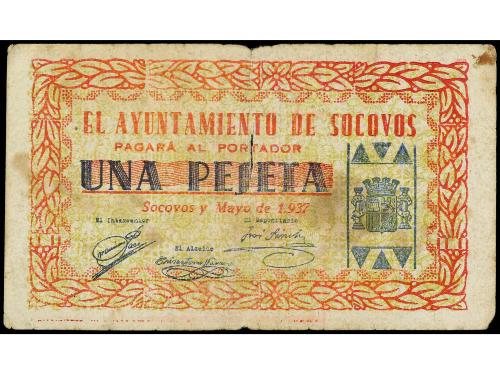 EL AYUNTAMIENTO DE SOCOVOS
PAGARÁ AL PORTADOR
UNA PESETA
Socovos y Mayo de 1.937
El Interventor El Depositario
El Alcalde